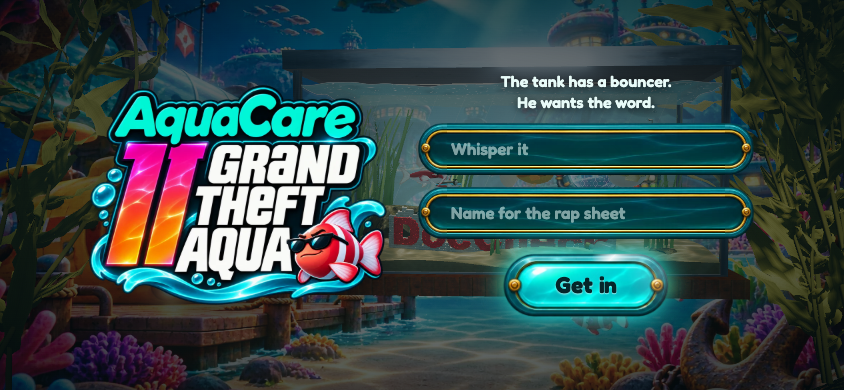 AquaCare
II
GRAND
THEFT
AQUA
The tank has a bouncer.
He wants the word.
Whisper it
Name for the rap sheet
Get in